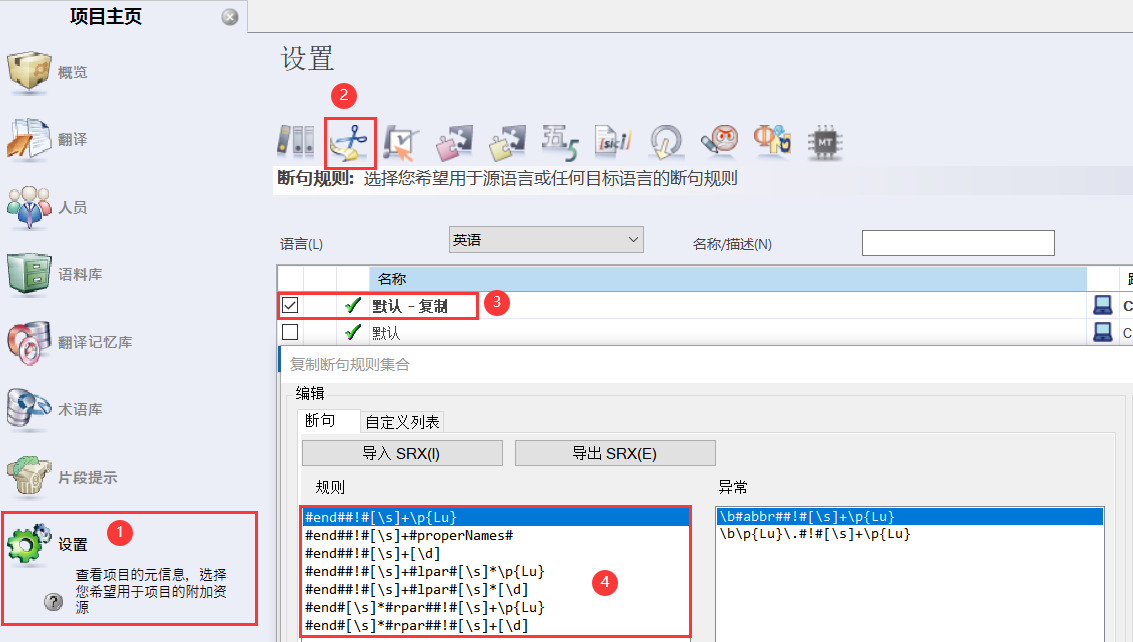 项目主页
概览
翻译
人员
语料库
翻译记忆库
术语库
片段提示
设置
1
查看项目的元信息，选择
您希望用于项目的附加资
源
?
设置
2
五5
[sic]!
MT
断句规则: 选择您希望用于源语言或任何目标语言的断句规则
语言(L)
英语
名称/描述(N)
名称
默认 - 复制
3
C
默认
C
复制断句规则集合
编辑
断句
自定义列表
导入 SRX(I)
导出 SRX(E)
规则
异常
#end##!#[\s]+\p{Lu}
#end##!#[\s]+#properNames#
#end##!#[\s]+[\d]
#end##!#[\s]+#lpar#[\s]*\p{Lu}
#end##!#[\s]+#lpar#[\s]*[\d]
#end#[\s]*#rpar##!#[\s]+\p{Lu}
#end#[\s]*#rpar##!#[\s]+[\d]
4
\b#abbr##!#[\s]+\p{Lu}
\b\p{Lu}\.#!#[\s]+\p{Lu}